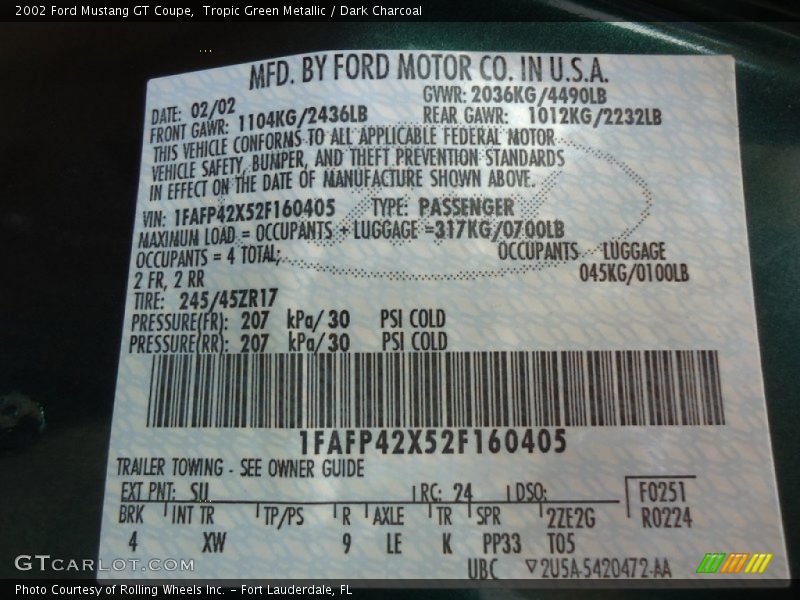 2002 Ford Mustang GT Coupe,  Tropic Green Metallic / Dark Charcoal
MFD. BY FORD MOTOR CO. IN U.S.A.
DATE: 02/02 GVWR: 2036KG/4490LB
FRONT GAWR: 1104KG/2436LB REAR GAWR: 1012KG/2232LB
THIS VEHICLE CONFORMS TO ALL APPLICABLE FEDERAL MOTOR
VEHICLE SAFETY, BUMPER, AND THEFT PREVENTION STANDARDS
IN EFFECT ON THE DATE OF MANUFACTURE SHOWN ABOVE.
VIN: 1FAFP42X52F160405 TYPE: PASSENGER
MAXIMUM LOAD = OCCUPANTS + LUGGAGE =317KG/0700LB
OCCUPANTS = 4 TOTAL; OCCUPANTS LUGGAGE
2 FR, 2 RR 045KG/0100LB
TIRE: 245/45ZR17
PRESSURE(FR): 207 kPa/30 PSI COLD
PRESSURE(RR): 207 kPa/30 PSI COLD
1FAFP42X52F160405
TRAILER TOWING - SEE OWNER GUIDE
EXT PNT: SU RC: 24 DSO: F0251
BRK INT TR TP/PS R AXLE TR SPR 2ZE2G R0224
4 XW 9 LE K PP33 T05
UBC ▽2U5A-5420472-AA
GTCARLOT.COM
Photo Courtesy of Rolling Wheels Inc. – Fort Lauderdale, FL